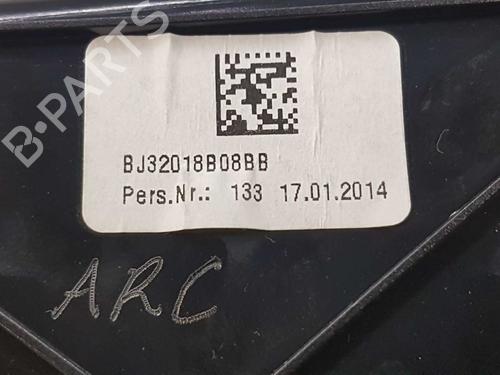 B-PARTS
BJ32018B08BB
Pers.Nr.: 133 17.01.2014
ARC